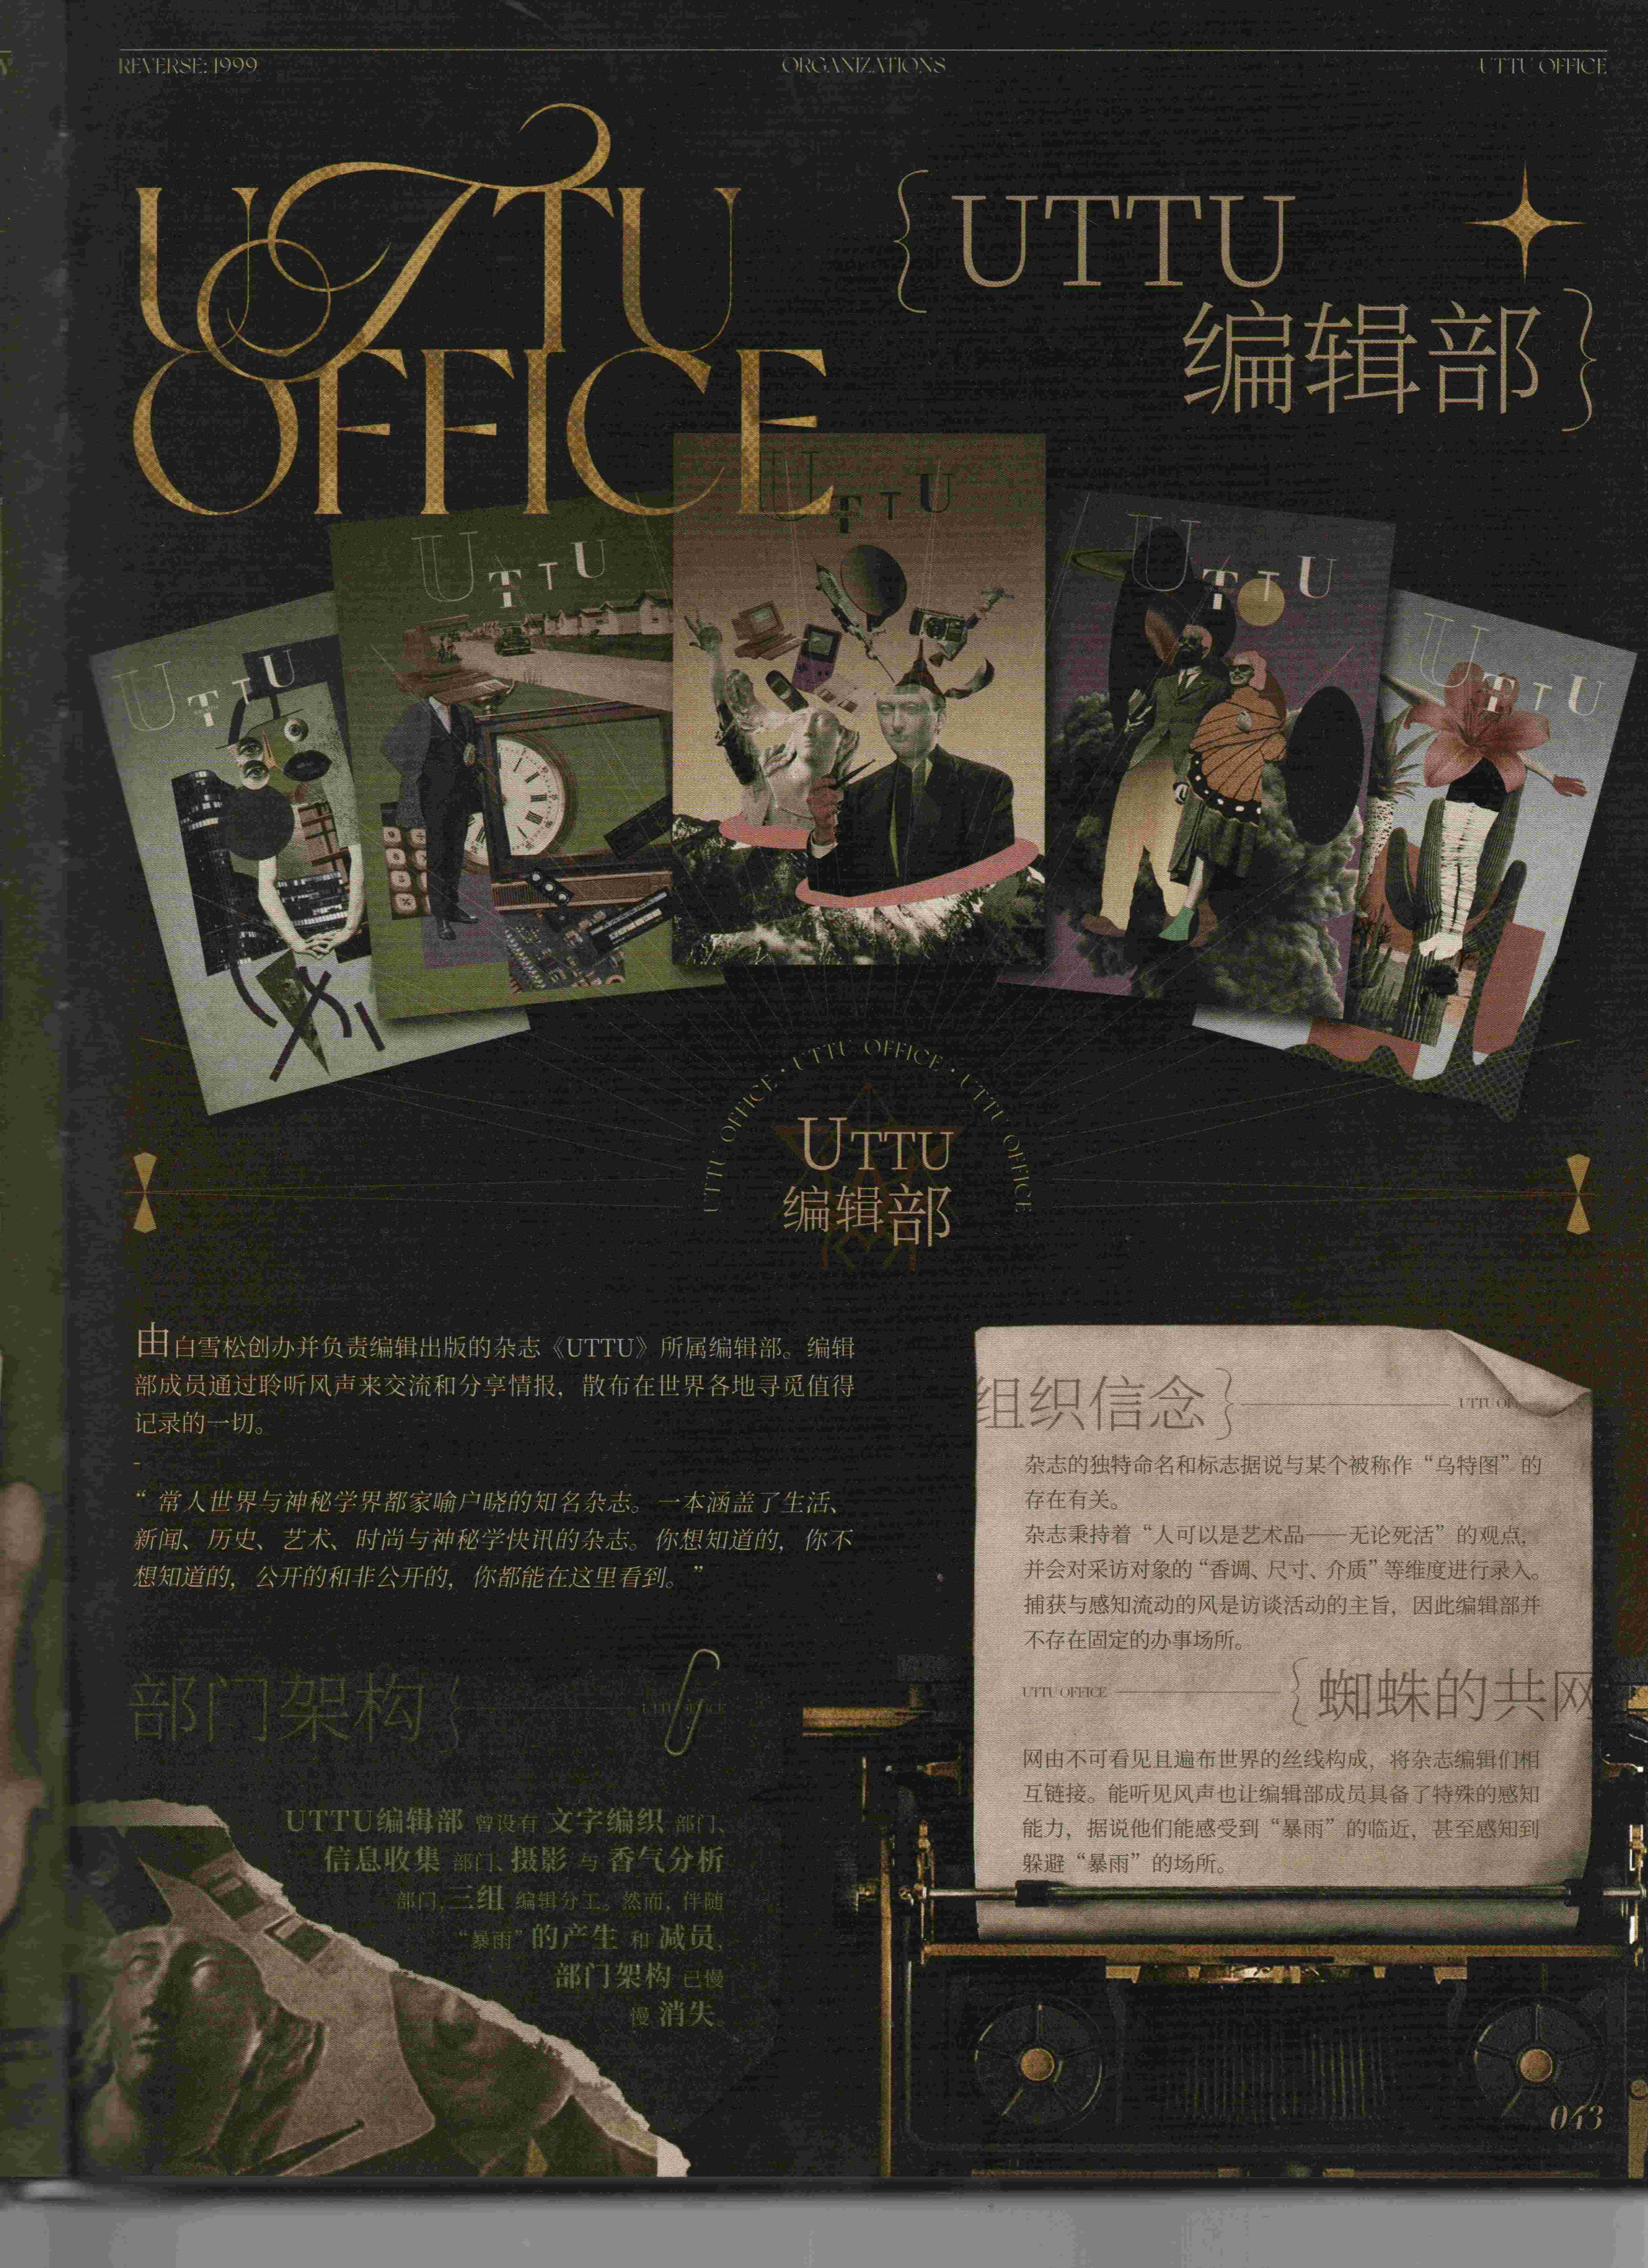 REVERSE: 1999
ORGANIZATIONS
UTTU OFFICE
UTTU
OFFICE
{UTTU
编辑部}
UTTU
UTTU
UTTU
UTTU
UTTU
UTTU OFFICE · UTTU OFFICE · UTTU OFFICE
UTTU
编辑部
由白雪松创办并负责编辑出版的杂志《UTTU》所属编辑部。编辑
部成员通过聆听风声来交流和分享情报，散布在世界各地寻觅值得
记录的一切。
-
“常人世界与神秘学界都家喻户晓的知名杂志。一本涵盖了生活、
新闻、历史、艺术、时尚与神秘学快讯的杂志。你想知道的，你不
想知道的，公开的和非公开的，你都能在这里看到。”
部门架构}
UTTU OFFICE
UTTU编辑部 曾设有 文字编织 部门、
信息收集 部门、摄影 与 香气分析
部门，三组 编辑分工。然而，伴随
“暴雨”的产生 和 减员，
部门架构 已慢
慢 消失。
组织信念}
杂志的独特命名和标志据说与某个被称作“乌特图”的
存在有关。
杂志秉持着“人可以是艺术品——无论死活”的观点，
并会对采访对象的“香调、尺寸、介质”等维度进行录入。
捕获与感知流动的风是访谈活动的主旨，因此编辑部并
不存在固定的办事场所。
UTTU OFFICE
{蜘蛛的共网
网由不可看见且遍布世界的丝线构成，将杂志编辑们相
互链接。能听见风声也让编辑部成员具备了特殊的感知
能力，据说他们能感受到“暴雨”的临近，甚至感知到
躲避“暴雨”的场所。
043